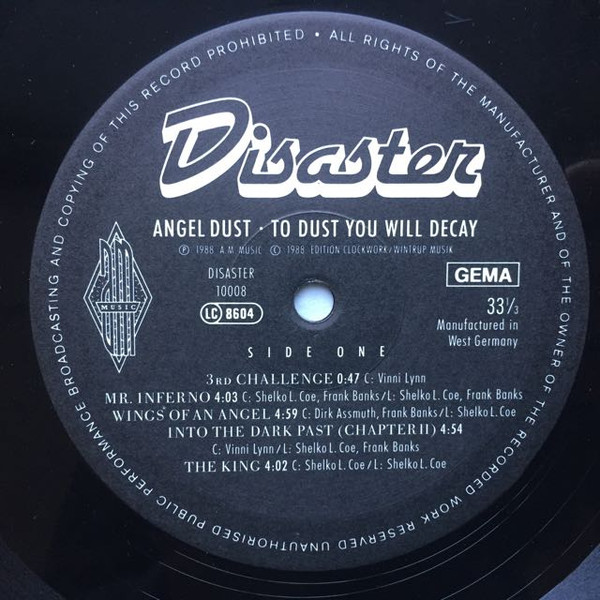 UNAUTHORISED PUBLIC PERFORMANCE BROADCASTING AND COPYING OF THIS RECORD PROHIBITED • ALL RIGHTS OF THE MANUFACTURER AND OF THE OWNER OF THE RECORDED WORK RESERVED
Disaster
ANGEL DUST · TO DUST YOU WILL DECAY
Ⓟ 1988 A.M. MUSIC © 1988 EDITION CLOCKWORK/WINTRUP MUSIK
DISASTER
10008
LC 8604
MUSIC
GEMA
33 1/3
Manufactured in
West Germany
SIDE ONE
3RD CHALLENGE 0:47 C: Vinni Lynn
MR. INFERNO 4:03 C: Shelko L. Coe, Frank Banks/L: Shelko L. Coe, Frank Banks
WINGS OF AN ANGEL 4:59 C: Dirk Assmuth, Frank Banks/L: Shelko L. Coe
INTO THE DARK PAST (CHAPTER II) 4:54
C: Vinni Lynn/L: Shelko L. Coe, Frank Banks
THE KING 4:02 C: Shelko L. Coe/L: Shelko L. Coe